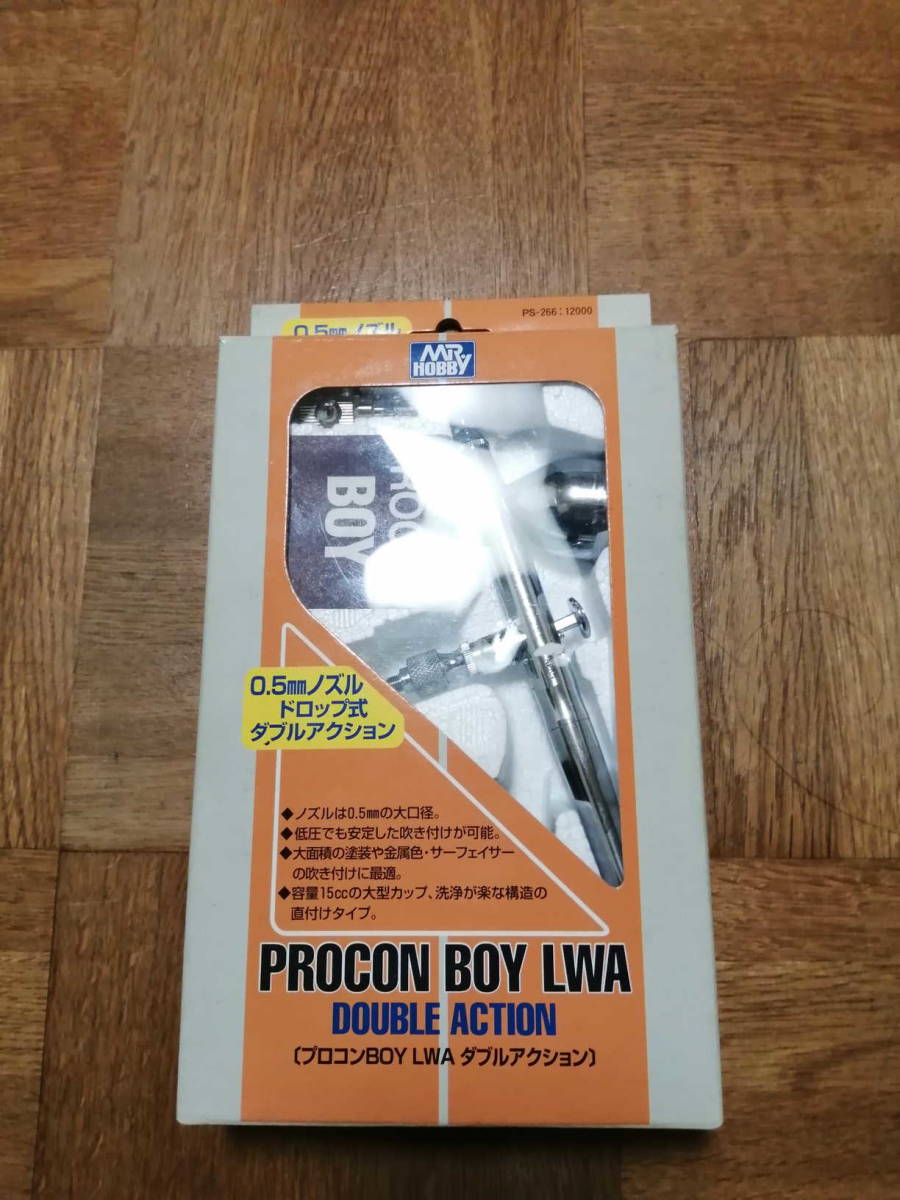 PS-266:12000
0.5mmノズル
MR.
HOBBY
BOY
0.5mmノズル
ドロップ式
ダブルアクション
◆ノズルは0.5mmの大口径。
◆低圧でも安定した吹き付けが可能。
◆大面積の塗装や金属色・サーフェイサー
の吹き付けに最適。
◆容量15ccの大型カップ、洗浄が楽な構造の
直付けタイプ。
PROCON BOY LWA
DOUBLE ACTION
〔プロコンBOY LWA ダブルアクション〕